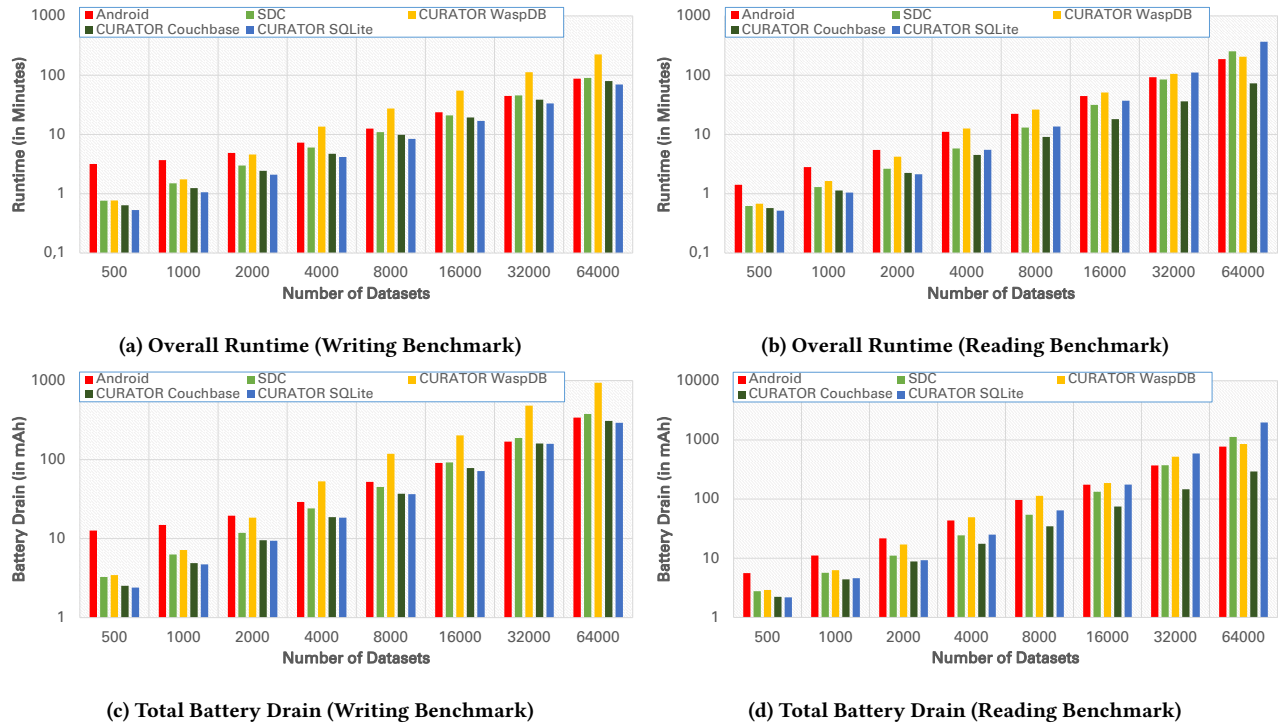 1000
100
10
1
0,1
Runtime (in Minutes)
Android SDC CURATOR WaspDB
CURATOR Couchbase CURATOR SQLite
500 1000 2000 4000 8000 16000 32000 64000
Number of Datasets
(a) Overall Runtime (Writing Benchmark)
1000
100
10
1
0,1
Runtime (in Minutes)
Android SDC CURATOR WaspDB
CURATOR Couchbase CURATOR SQLite
500 1000 2000 4000 8000 16000 32000 64000
Number of Datasets
(b) Overall Runtime (Reading Benchmark)
1000
100
10
1
Battery Drain (in mAh)
Android SDC CURATOR WaspDB
CURATOR Couchbase CURATOR SQLite
500 1000 2000 4000 8000 16000 32000 64000
Number of Datasets
(c) Total Battery Drain (Writing Benchmark)
10000
1000
100
10
1
Battery Drain (in mAh)
Android SDC CURATOR WaspDB
CURATOR Couchbase CURATOR SQLite
500 1000 2000 4000 8000 16000 32000 64000
Number of Datasets
(d) Total Battery Drain (Reading Benchmark)